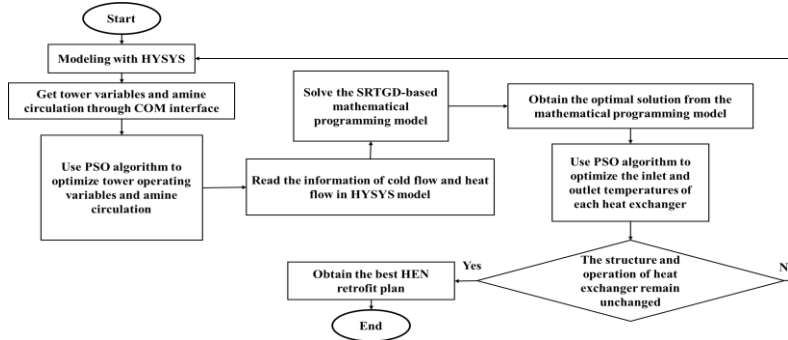 Start
Modeling with HYSYS
Get tower variables and amine
circulation through COM interface
Use PSO algorithm to
optimize tower operating
variables and amine
circulation
Read the information of cold flow and heat
flow in HYSYS model
Solve the SRTGD-based
mathematical
programming model
Obtain the optimal solution from the
mathematical programming model
Use PSO algorithm to
optimize the inlet and
outlet temperatures of
each heat exchanger
The structure and
operation of heat
exchanger remain
unchanged
Yes
N
Obtain the best HEN
retrofit plan
End